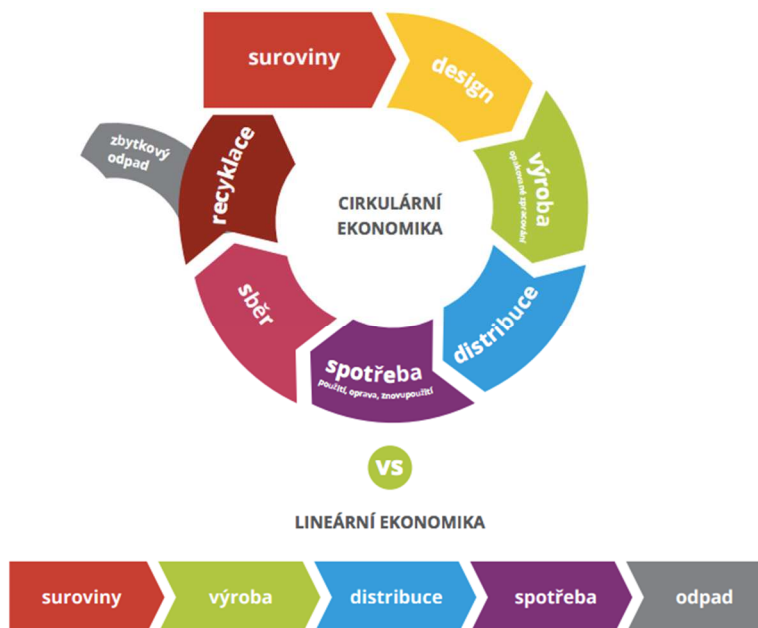 suroviny
design
výroba
opakované zpracování
distribuce
spotřeba
použití, oprava, znovupoužití
sběr
recyklace
zbytkový
odpad
CIRKULÁRNÍ
EKONOMIKA
VS
LINEÁRNÍ EKONOMIKA
suroviny
výroba
distribuce
spotřeba
odpad